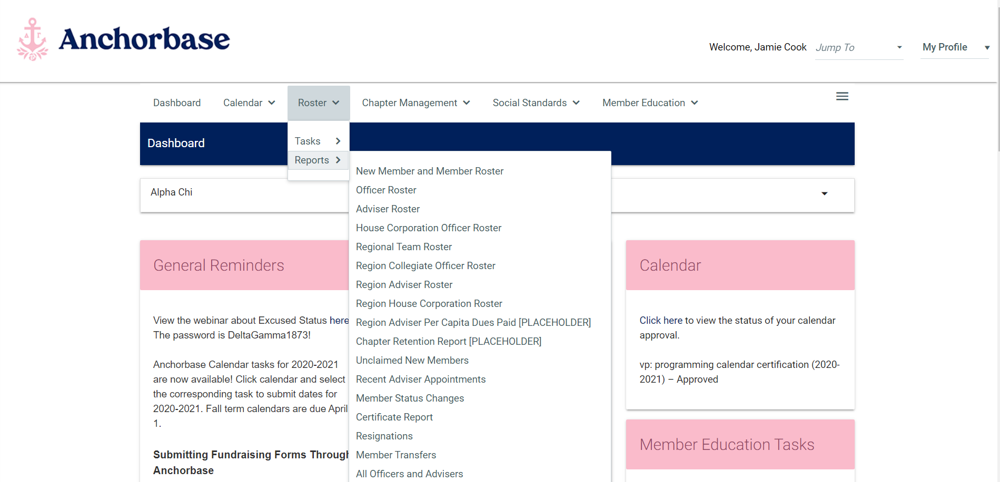 Δ Γ
Anchorbase
Welcome, Jamie Cook
Jump To
My Profile
Dashboard
Calendar
Roster
Chapter Management
Social Standards
Member Education
Dashboard
Tasks
Reports
New Member and Member Roster
Officer Roster
Adviser Roster
House Corporation Officer Roster
Regional Team Roster
Region Collegiate Officer Roster
Region Adviser Roster
Region House Corporation Roster
Region Adviser Per Capita Dues Paid [PLACEHOLDER]
Chapter Retention Report [PLACEHOLDER]
Unclaimed New Members
Recent Adviser Appointments
Member Status Changes
Certificate Report
Resignations
Member Transfers
All Officers and Advisers
Alpha Chi
General Reminders
View the webinar about Excused Status here
The password is DeltaGamma1873!
Anchorbase Calendar tasks for 2020-2021
are now available! Click calendar and select
the corresponding task to submit dates for
2020-2021. Fall term calendars are due April
1.
Submitting Fundraising Forms Through
Anchorbase
Calendar
Click here to view the status of your calendar
approval.
vp: programming calendar certification (2020-
2021) – Approved
Member Education Tasks